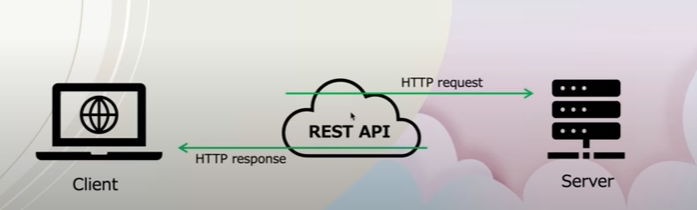 HTTP request
REST API
HTTP response
Client
Server